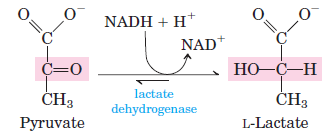 O O⁻ NADH + H⁺ O O⁻
C NAD⁺ C
C=O HO—C—H
CH₃ lactate CH₃
dehydrogenase
Pyruvate L-Lactate